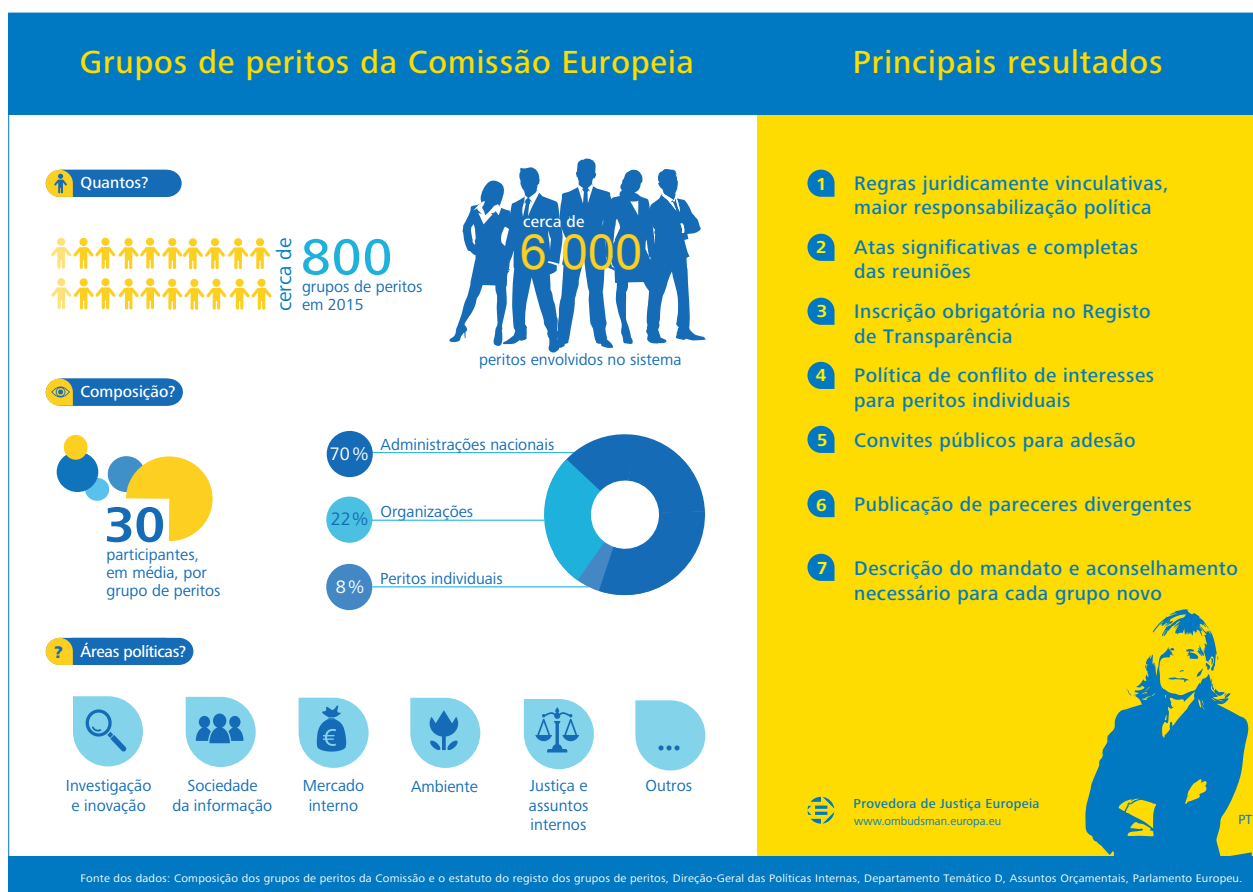 Grupos de peritos da Comissão Europeia
Quantos?
cerca de
800
grupos de peritos
em 2015
cerca de
6 000
peritos envolvidos no sistema
Composição?
30
participantes,
em média, por
grupo de peritos
70 %
Administrações nacionais
22 %
Organizações
8 %
Peritos individuais
?
Áreas políticas?
€
...
Investigação
e inovação
Sociedade
da informação
Mercado
interno
Ambiente
Justiça e
assuntos
internos
Outros
Principais resultados
1
Regras juridicamente vinculativas,
maior responsabilização política
2
Atas significativas e completas
das reuniões
3
Inscrição obrigatória no Registo
de Transparência
4
Política de conflito de interesses
para peritos individuais
5
Convites públicos para adesão
6
Publicação de pareceres divergentes
7
Descrição do mandato e aconselhamento
necessário para cada grupo novo
Provedora de Justiça Europeia
www.ombudsman.europa.eu
PT
Fonte dos dados: Composição dos grupos de peritos da Comissão e o estatuto do registo dos grupos de peritos, Direção-Geral das Políticas Internas, Departamento Temático D, Assuntos Orçamentais, Parlamento Europeu.